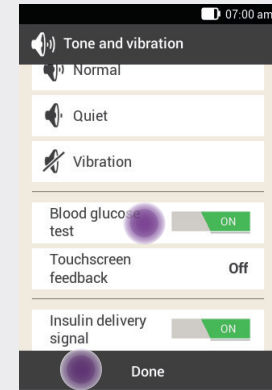 07:00 am
Tone and vibration
Normal
Quiet
Vibration
Blood glucose
test
ON
Touchscreen
feedback
Off
Insulin delivery
signal
ON
Done